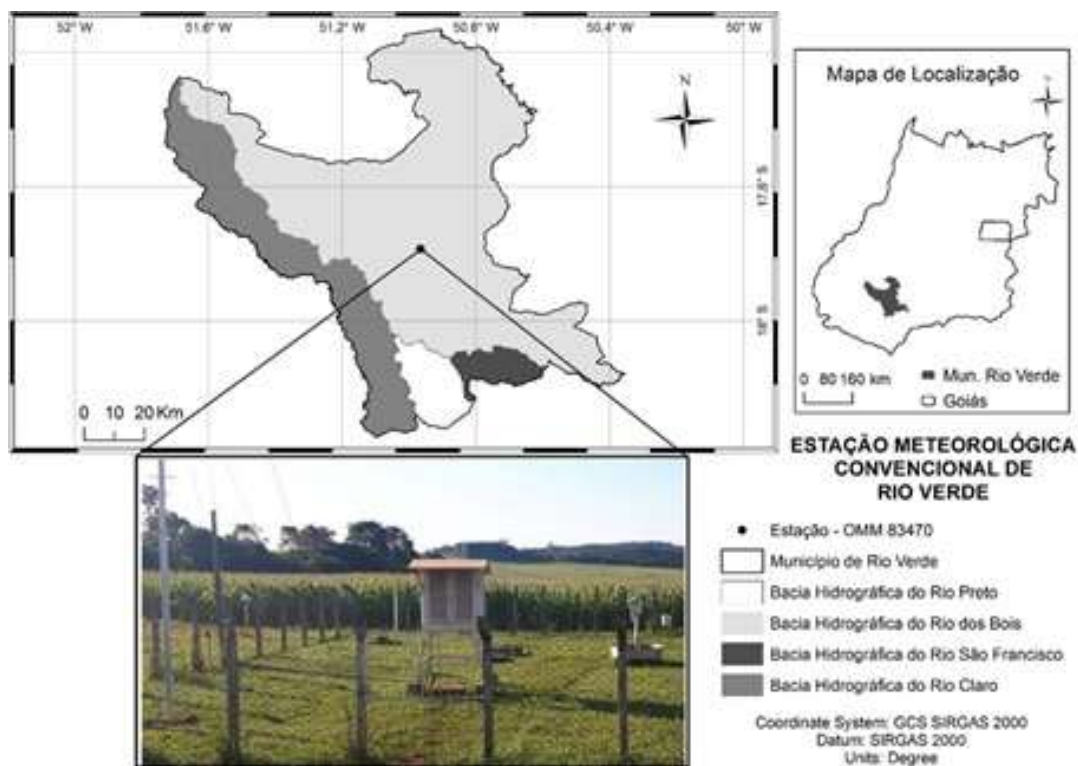 52° W 51.6° W 51.2° W 50.8° W 50.4° W 50° W
N
17.6° S
18° S
0 10 20 Km
Mapa de Localização
0 80 160 km
Mun. Rio Verde
Goiás
ESTAÇÃO METEOROLÓGICA
CONVENCIONAL DE
RIO VERDE
Estação - OMM 83470
Município de Rio Verde
Bacia Hidrográfica do Rio Preto
Bacia Hidrográfica do Rio dos Bois
Bacia Hidrográfica do Rio São Francisco
Bacia Hidrográfica do Rio Claro
Coordinate System: GCS SIRGAS 2000
Datum: SIRGAS 2000
Units: Degree